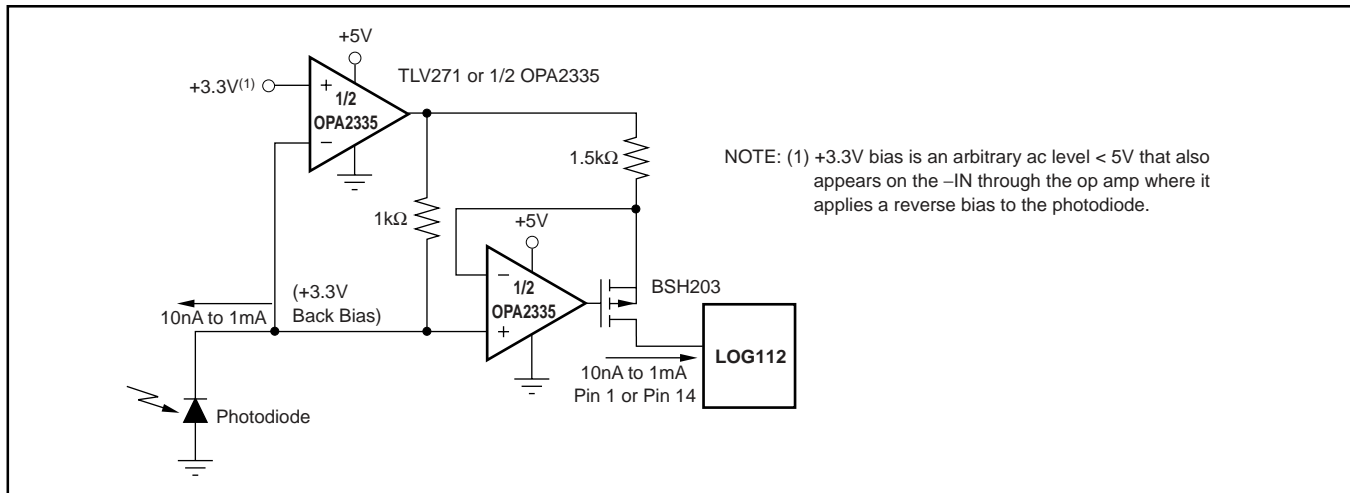 +5V
TLV271 or 1/2 OPA2335
+3.3V(1)
+
1/2
OPA2335
−
1.5kΩ
NOTE: (1) +3.3V bias is an arbitrary ac level < 5V that also
appears on the −IN through the op amp where it
applies a reverse bias to the photodiode.
1kΩ
+5V
−
1/2
OPA2335
+
BSH203
(+3.3V
Back Bias)
10nA to 1mA
LOG112
10nA to 1mA
Pin 1 or Pin 14
Photodiode